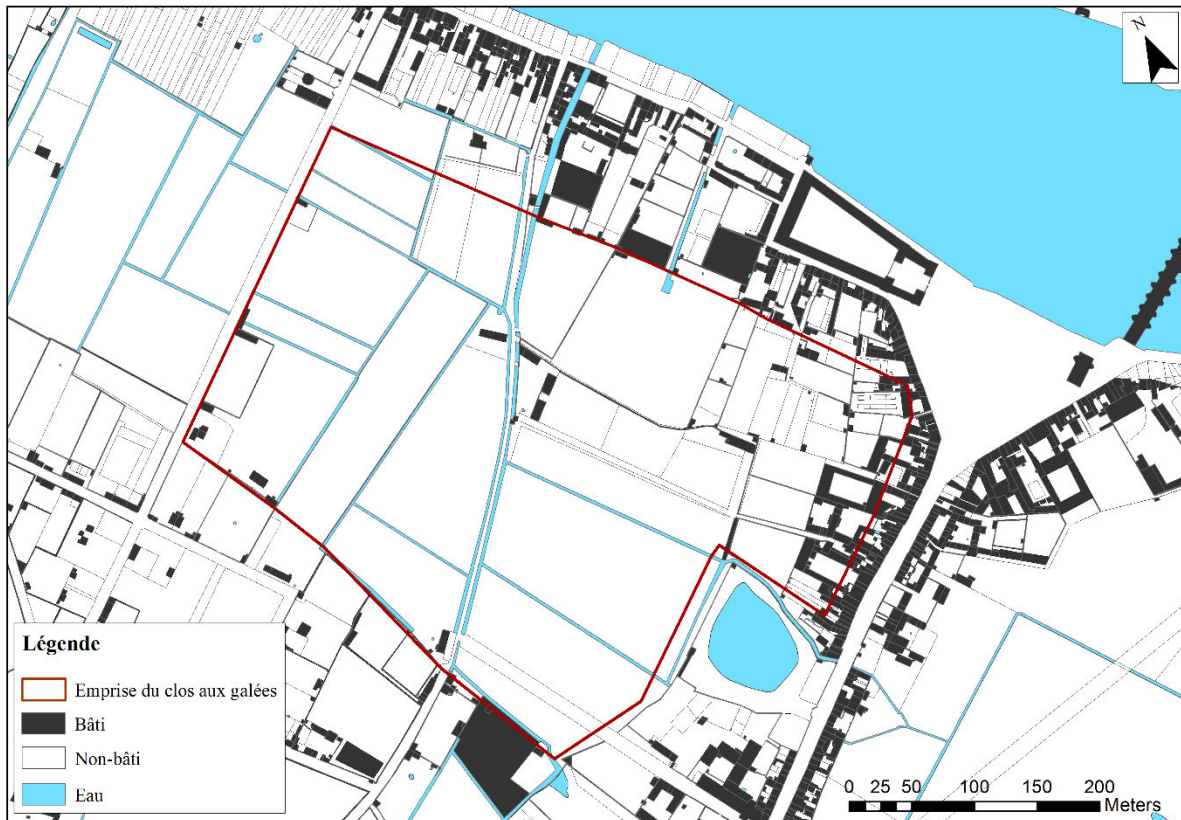 N
Légende
Emprise du clos aux galées
Bâti
Non-bâti
Eau
0 25 50 100 150 200
Meters